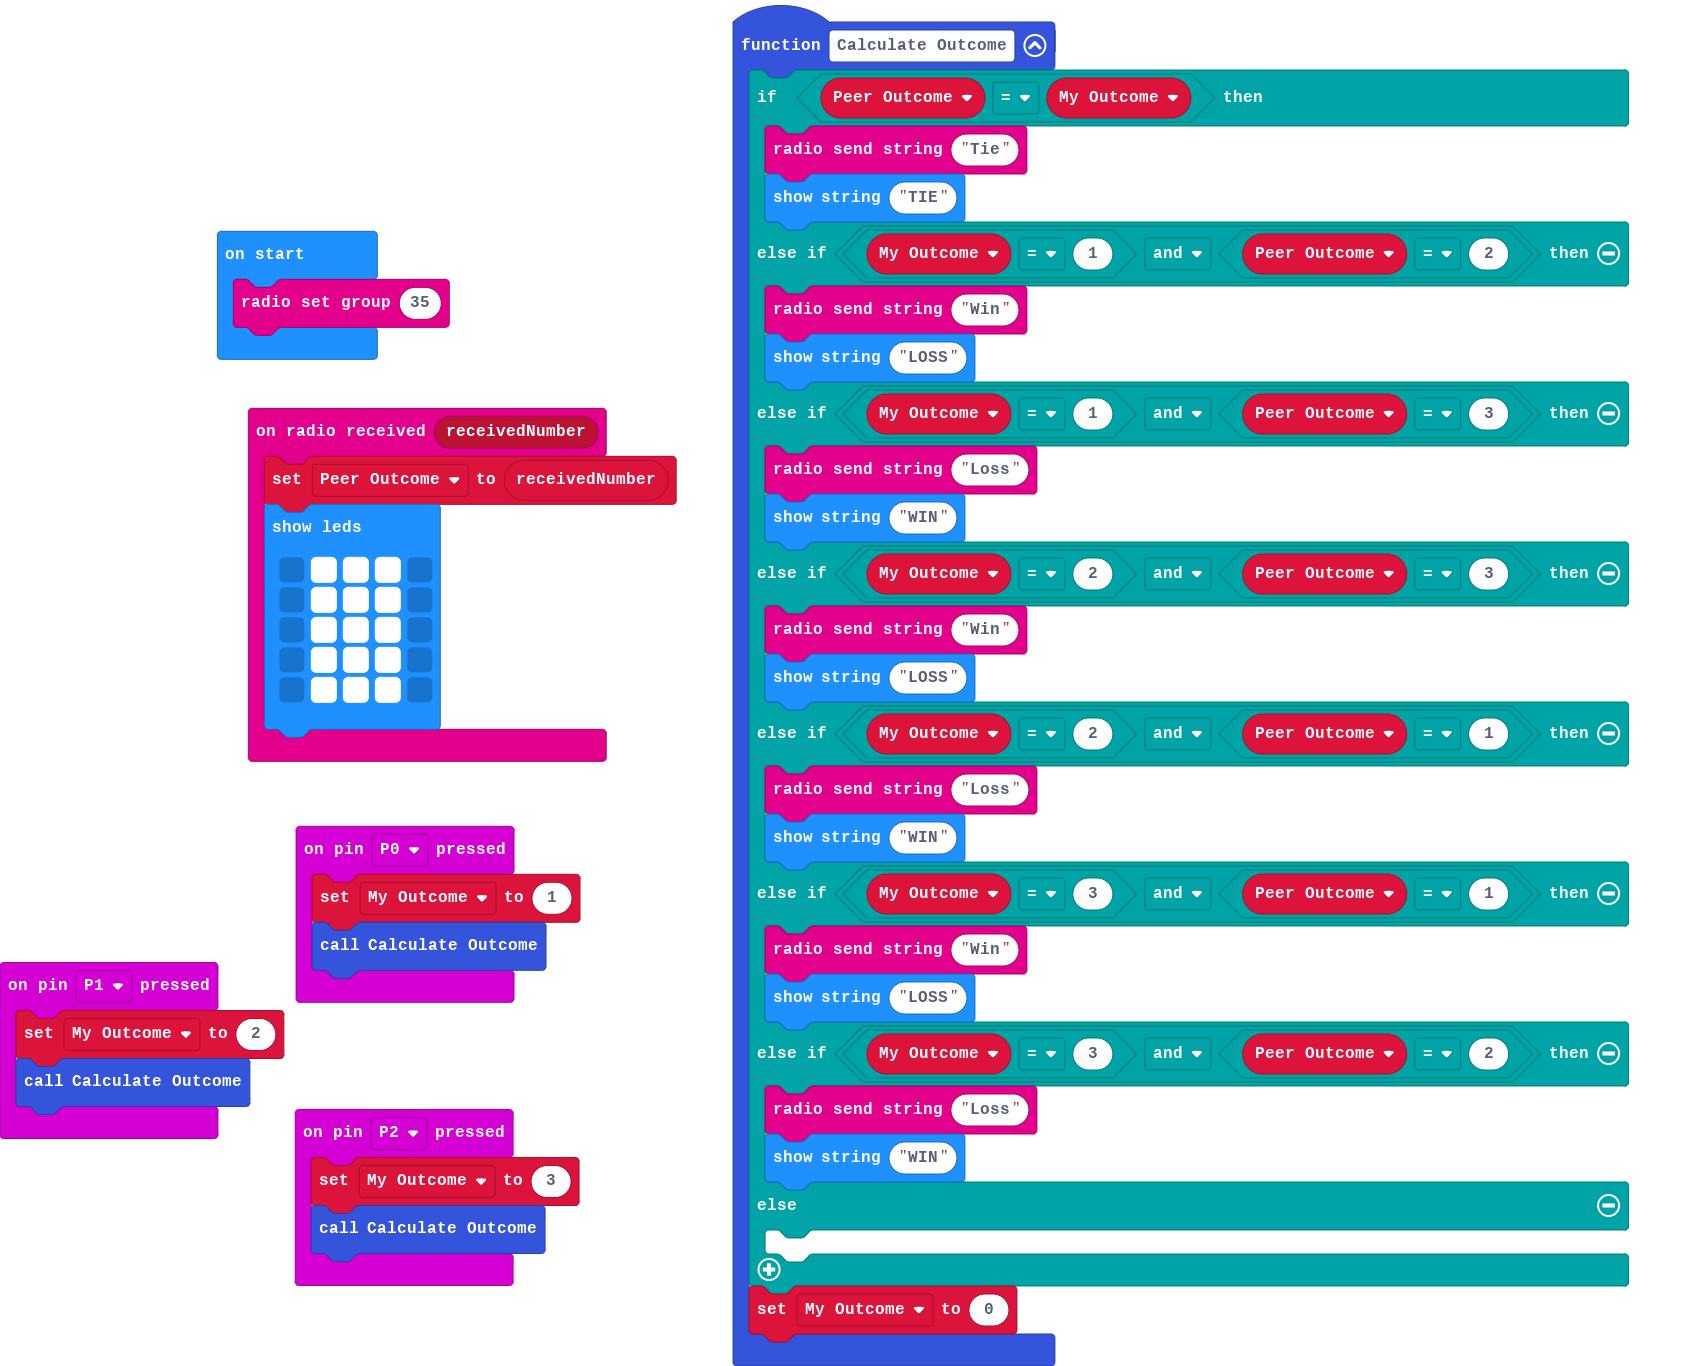 on start
radio set group 35
on radio received receivedNumber
set Peer Outcome to receivedNumber
show leds
on pin P0 pressed
set My Outcome to 1
call Calculate Outcome
on pin P1 pressed
set My Outcome to 2
call Calculate Outcome
on pin P2 pressed
set My Outcome to 3
call Calculate Outcome
function Calculate Outcome
if Peer Outcome = My Outcome then
radio send string "Tie"
show string "TIE"
else if My Outcome = 1 and Peer Outcome = 2 then
radio send string "Win"
show string "LOSS"
else if My Outcome = 1 and Peer Outcome = 3 then
radio send string "Loss"
show string "WIN"
else if My Outcome = 2 and Peer Outcome = 3 then
radio send string "Win"
show string "LOSS"
else if My Outcome = 2 and Peer Outcome = 1 then
radio send string "Loss"
show string "WIN"
else if My Outcome = 3 and Peer Outcome = 1 then
radio send string "Win"
show string "LOSS"
else if My Outcome = 3 and Peer Outcome = 2 then
radio send string "Loss"
show string "WIN"
else
set My Outcome to 0